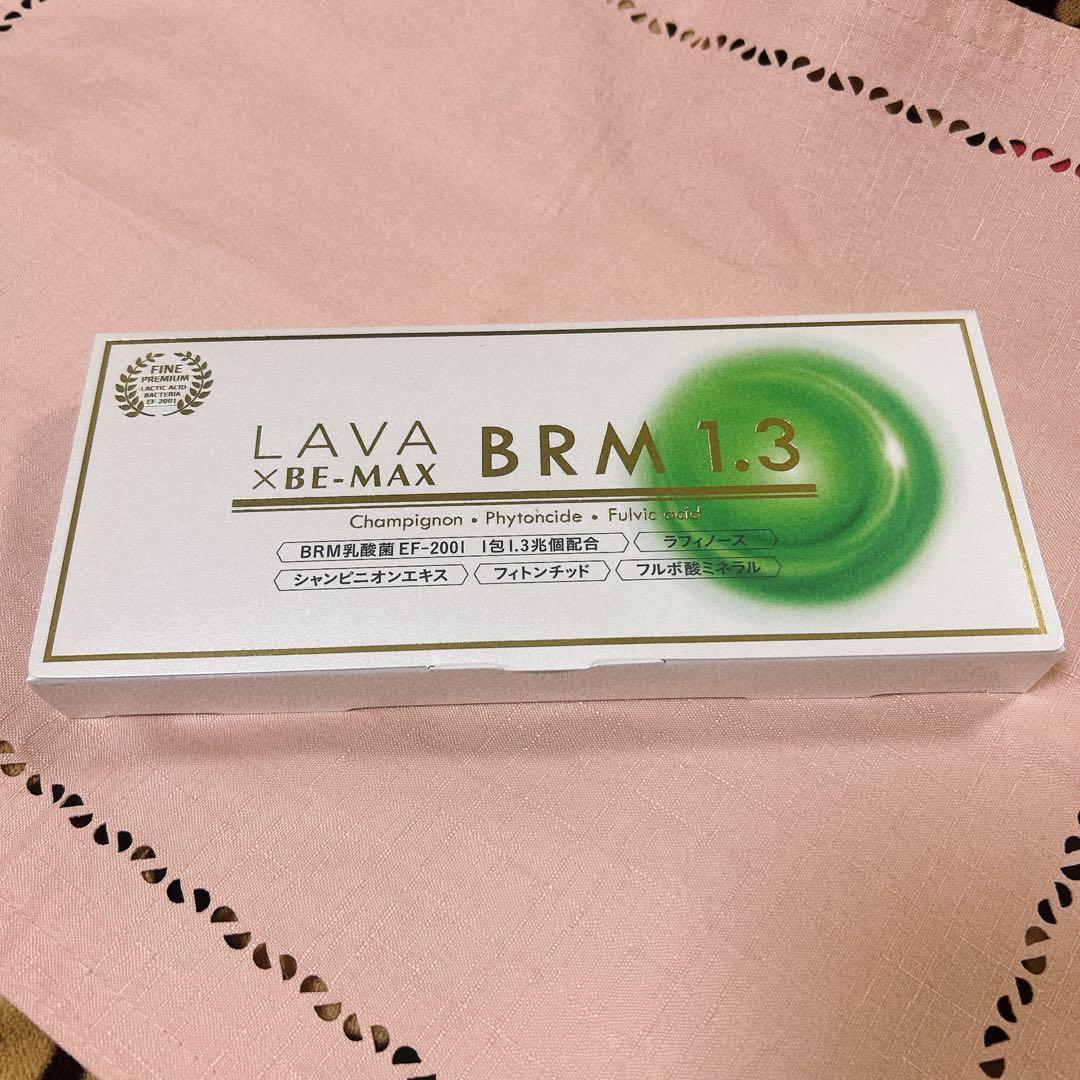 FINE
PREMIUM
LACTIC ACID
BACTERIA
EF-2001
LAVA
×BE-MAX
BRM 1.3
Champignon • Phytoncide • Fulvic acid
BRM乳酸菌 EF-2001 1包1.3兆個配合
ラフィノース
シャンピニオンエキス
フィトンチッド
フルボ酸ミネラル